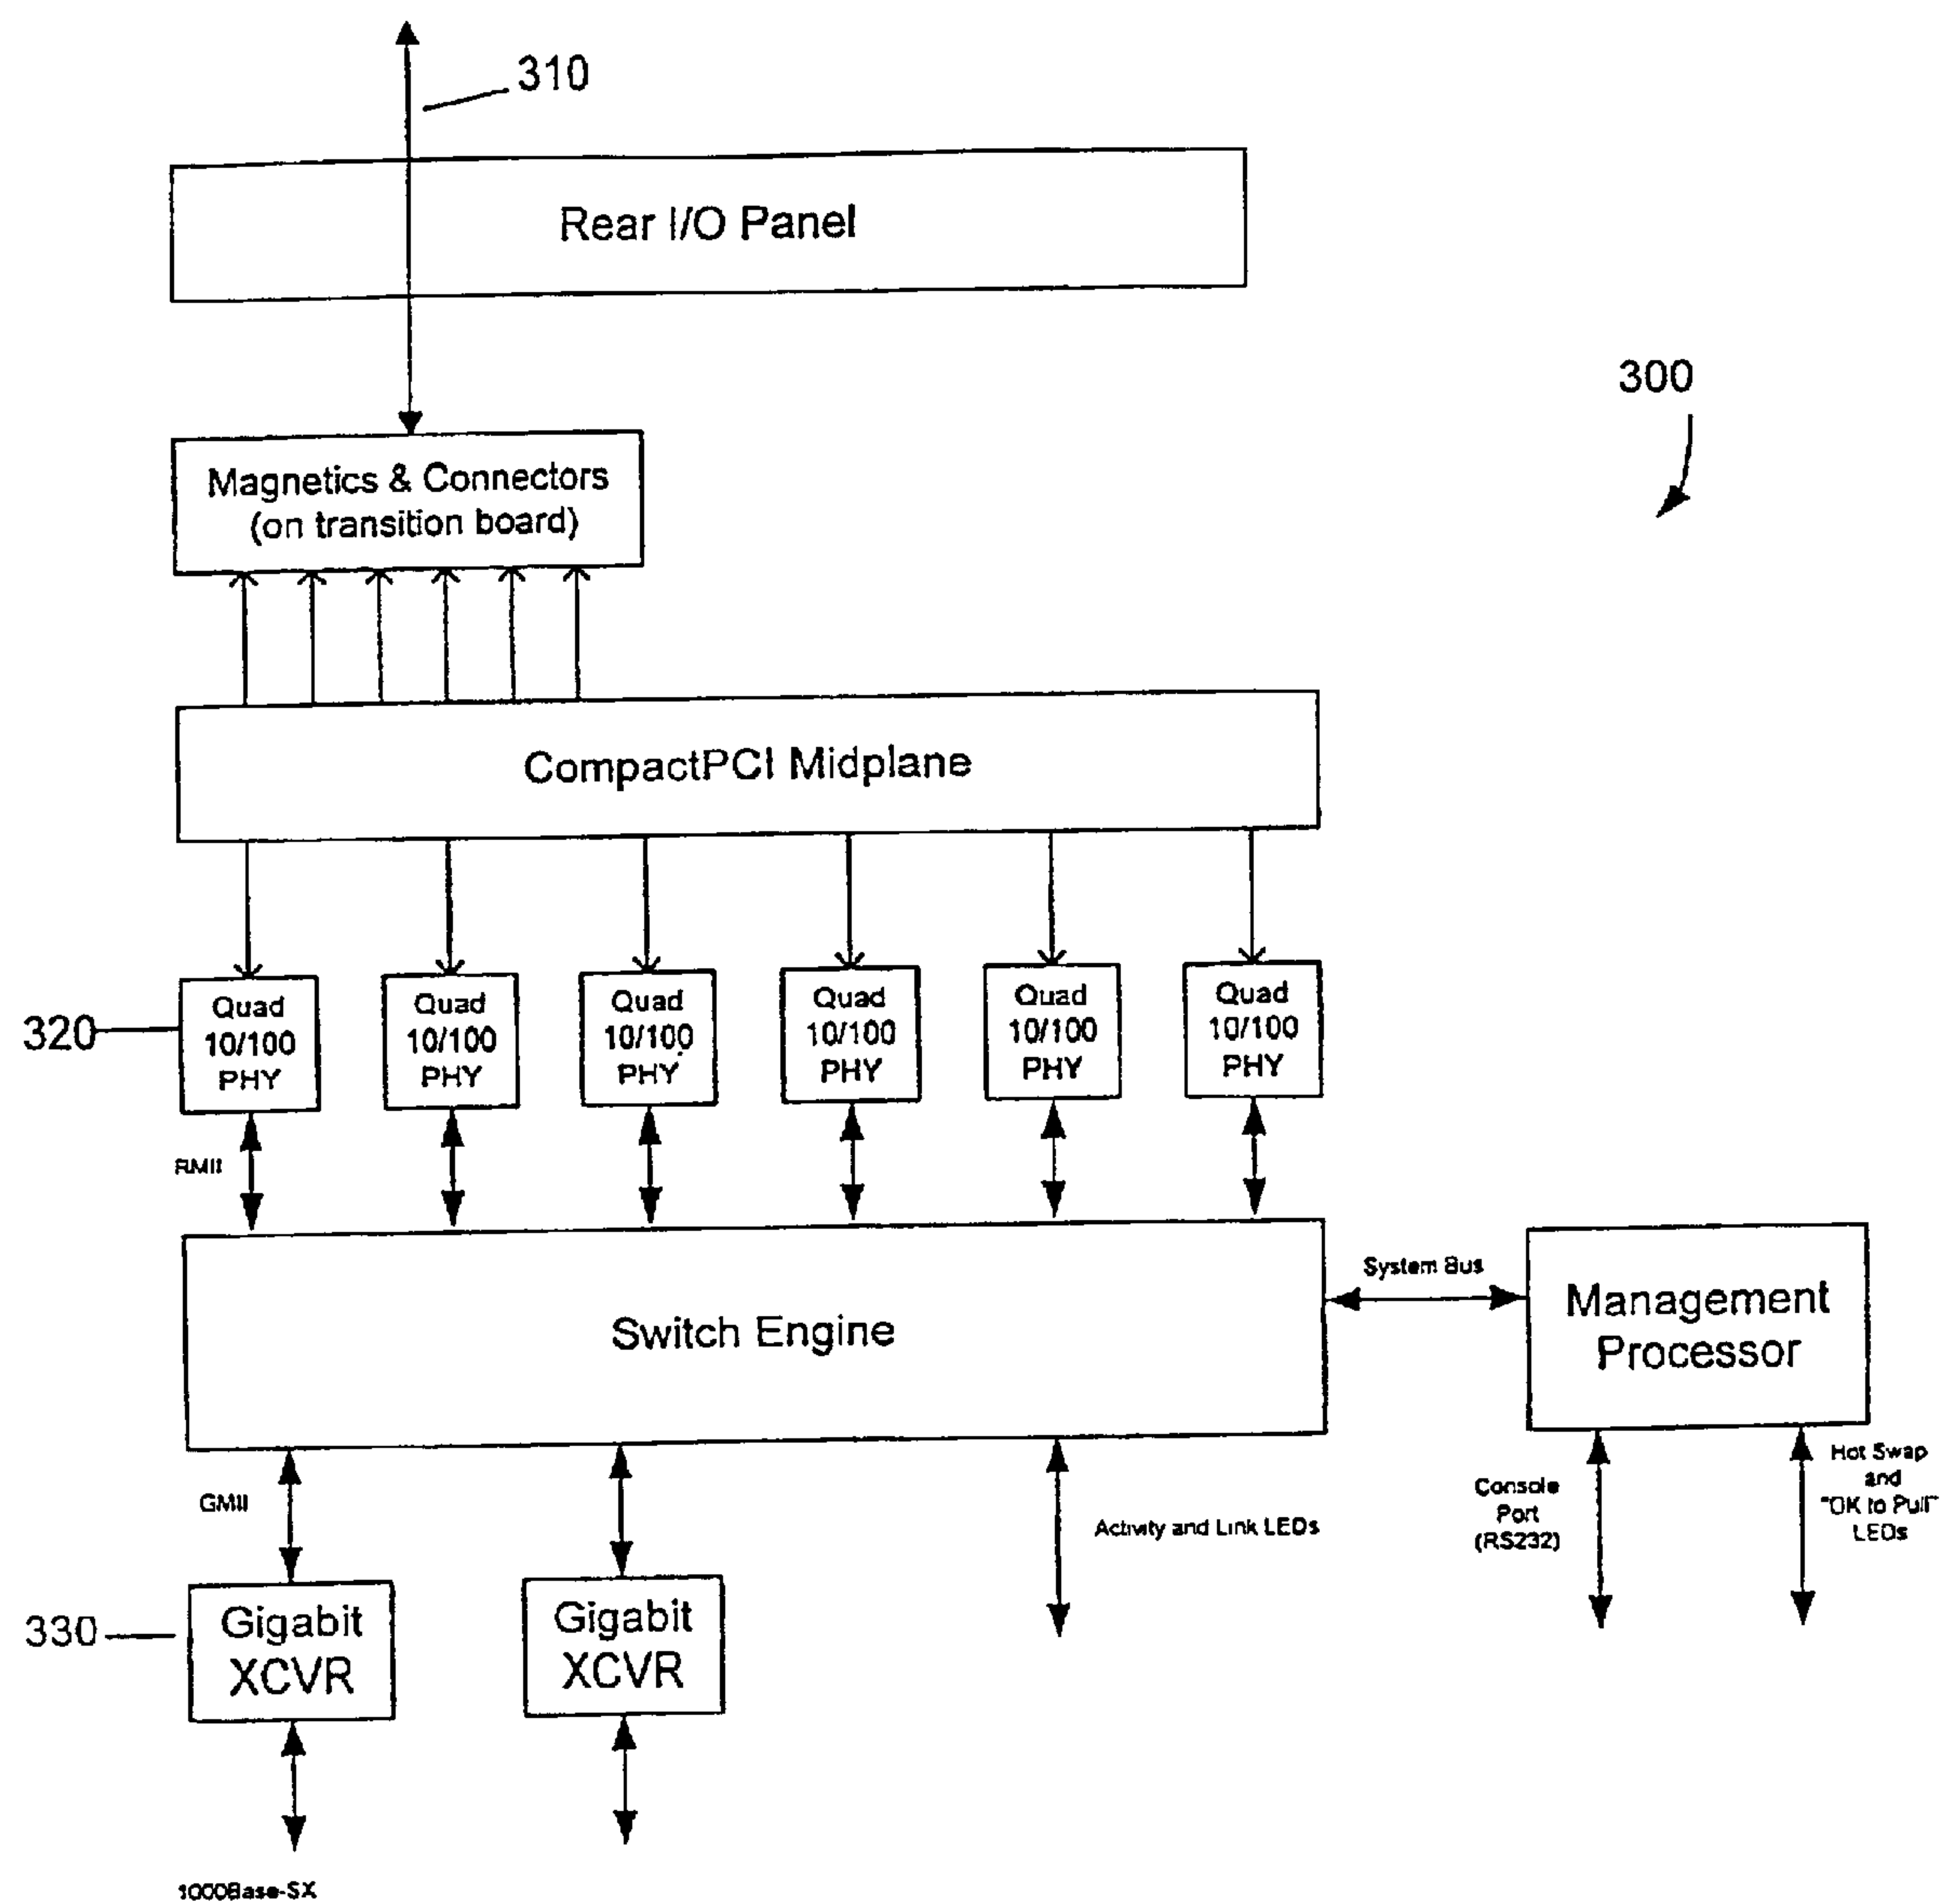 310
Rear I/O Panel
300
Magnetics & Connectors
(on transition board)
CompactPCI Midplane
320
Quad
10/100
PHY
Quad
10/100
PHY
Quad
10/100
PHY
Quad
10/100
PHY
Quad
10/100
PHY
Quad
10/100
PHY
RMII
Switch Engine
System Bus
Management
Processor
GMII
Activity and Link LEDs
Console
Port
(RS232)
Hot Swap
and
"OK to Pull"
LEDs
330
Gigabit
XCVR
Gigabit
XCVR
1000Base-SX